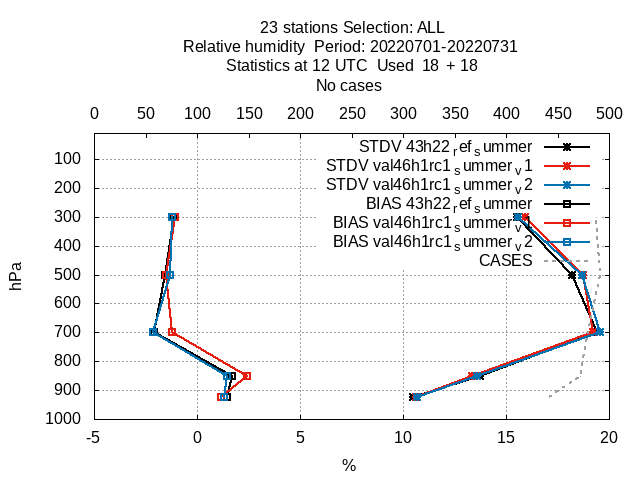 23 stations Selection: ALL
Relative humidity  Period: 20220701-20220731
Statistics at 12 UTC  Used  18  + 18
No cases
0 50 100 150 200 250 300 350 400 450 500
STDV 43h22_ref_summer
STDV val46h1rc1_summer_v1
STDV val46h1rc1_summer_v2
BIAS 43h22_ref_summer
BIAS val46h1rc1_summer_v
BIAS val46h1rc1_summer_v2
CASES
100
200
300
400
500
600
700
800
900
1000
hPa
-5 0 5 10 15 20
%